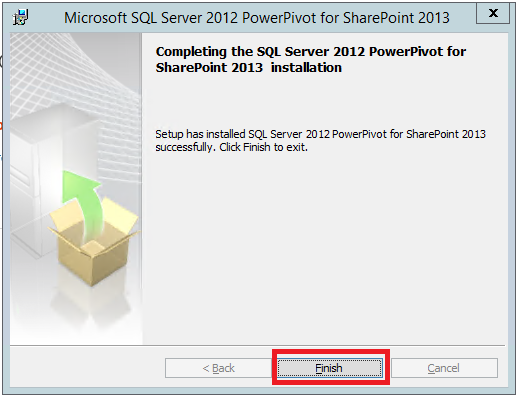 Microsoft SQL Server 2012 PowerPivot for SharePoint 2013
x
Completing the SQL Server 2012 PowerPivot for
SharePoint 2013 installation
Setup has installed SQL Server 2012 PowerPivot for SharePoint 2013
successfully. Click Finish to exit.
< Back
Finish
Cancel